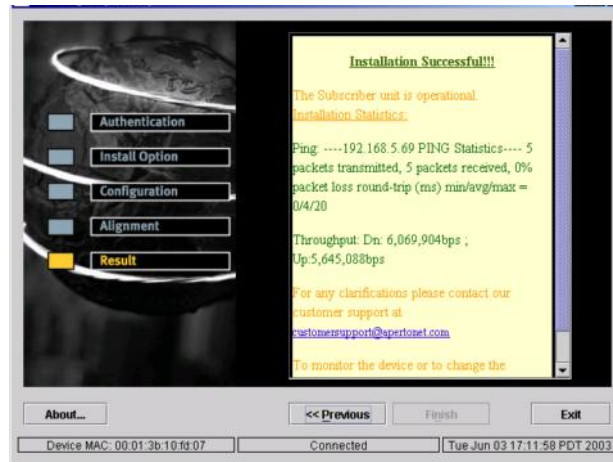 Authentication
Install Option
Configuration
Alignment
Result
Installation Successful!!!
The Subscriber unit is operational.
Installation Statistics:
Ping: ----192.168.5.69 PING Statistics---- 5
packets transmitted, 5 packets received, 0%
packet loss round-trip (ms) min/avg/max =
0/4/20
Throughput: Dn: 6,069,904bps ;
Up:5,645,088bps
For any clarifications please contact our
customer support at
customersupport@apertonet.com
To monitor the device or to change the
About...
<< Previous
Finish
Exit
Device MAC: 00:01:3b:10:fd:07
Connected
Tue Jun 03 17:11:58 PDT 2003